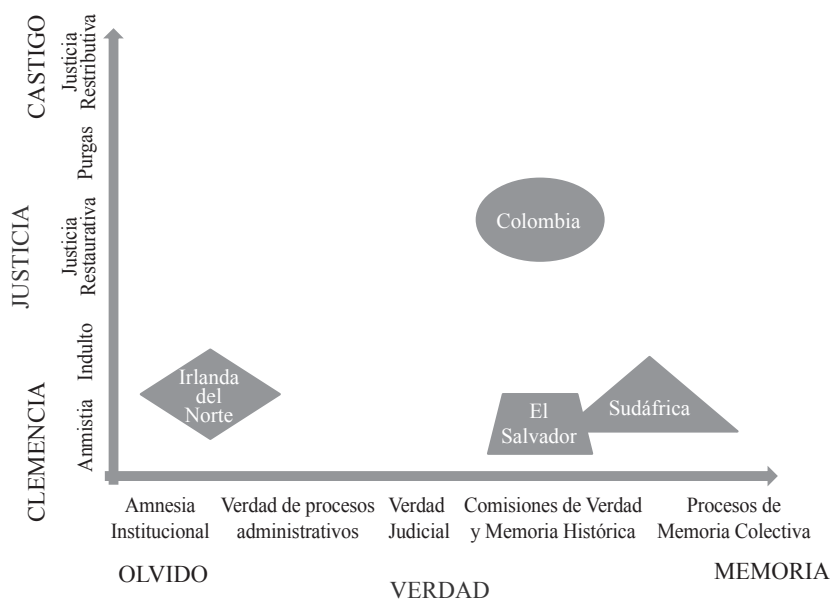 CASTIGO
Justicia
Restributiva
Purgas
JUSTICIA
Justicia
Restaurativa
Indulto
CLEMENCIA
Anmistia
Colombia
Irlanda
del
Norte
El
Salvador
Sudáfrica
Amnesia
Institucional
Verdad de procesos
administrativos
Verdad
Judicial
Comisiones de Verdad
y Memoria Histórica
Procesos de
Memoria Colectiva
OLVIDO
VERDAD
MEMORIA